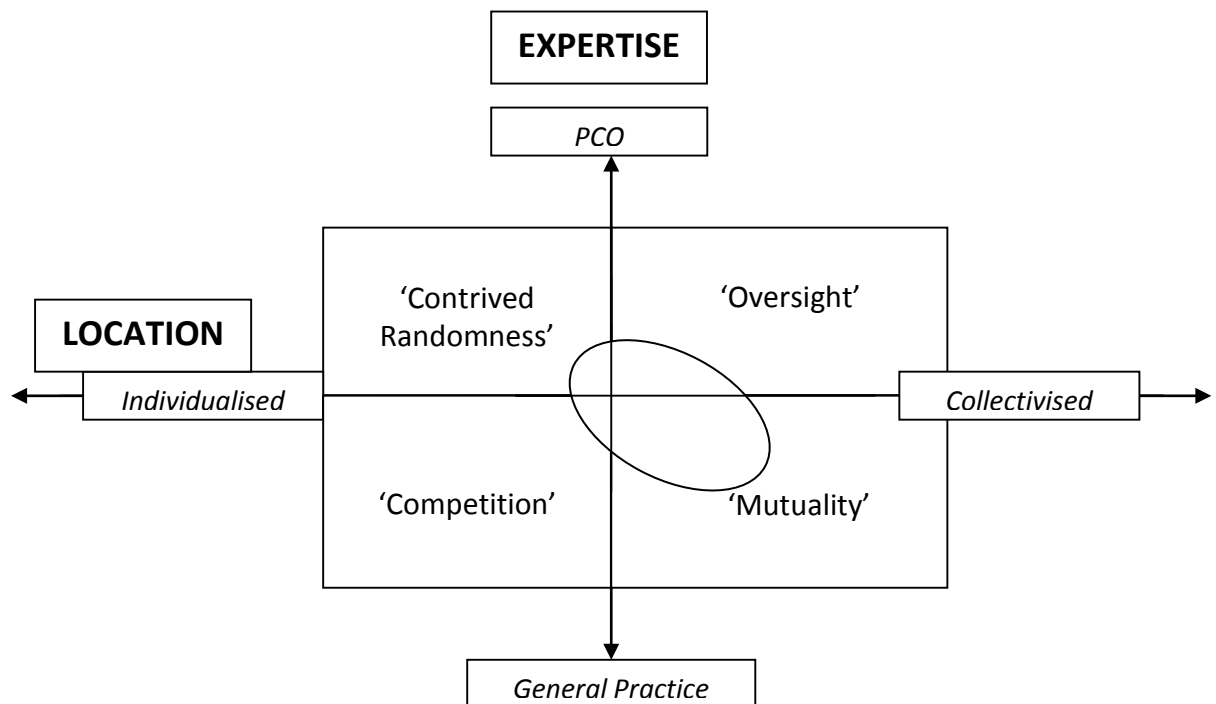 EXPERTISE
PCO
‘Contrived
Randomness’
‘Oversight’
LOCATION
Individualised
Collectivised
‘Competition’
‘Mutuality’
General Practice